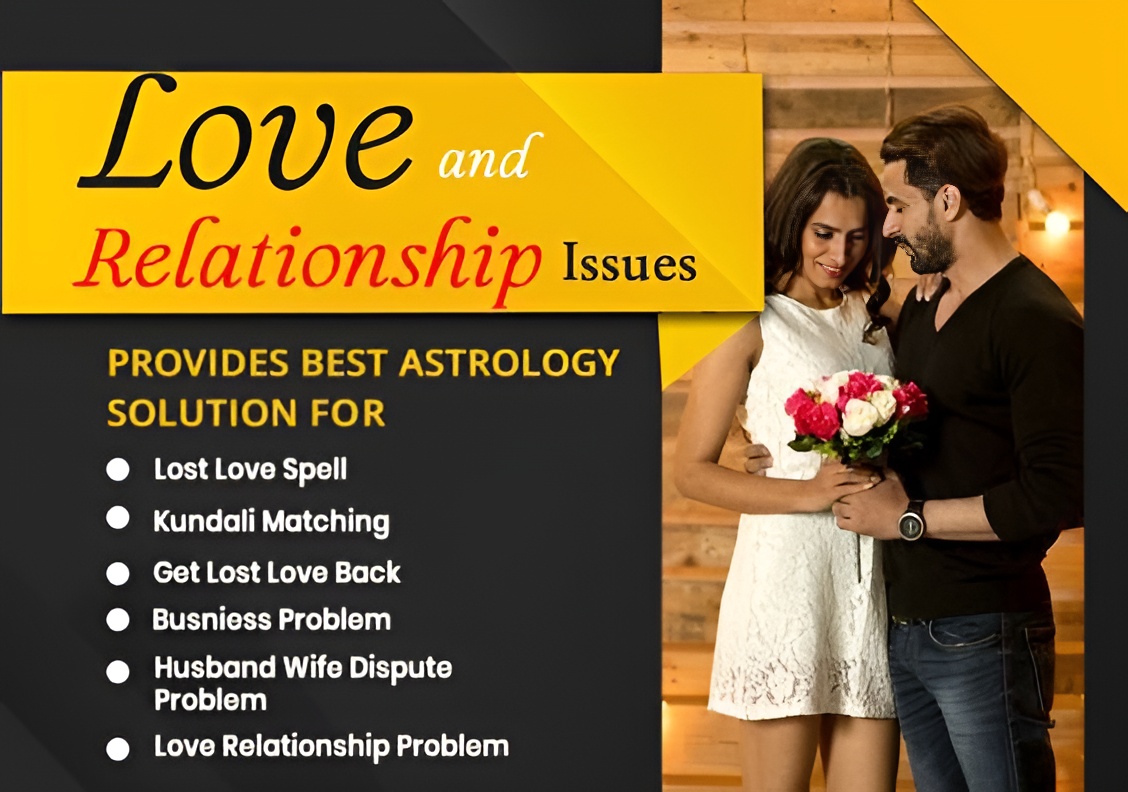 Love and
Relationship Issues
PROVIDES BEST ASTROLOGY
SOLUTION FOR
Lost Love Spell
Kundali Matching
Get Lost Love Back
Busniess Problem
Husband Wife Dispute
Problem
Love Relationship Problem